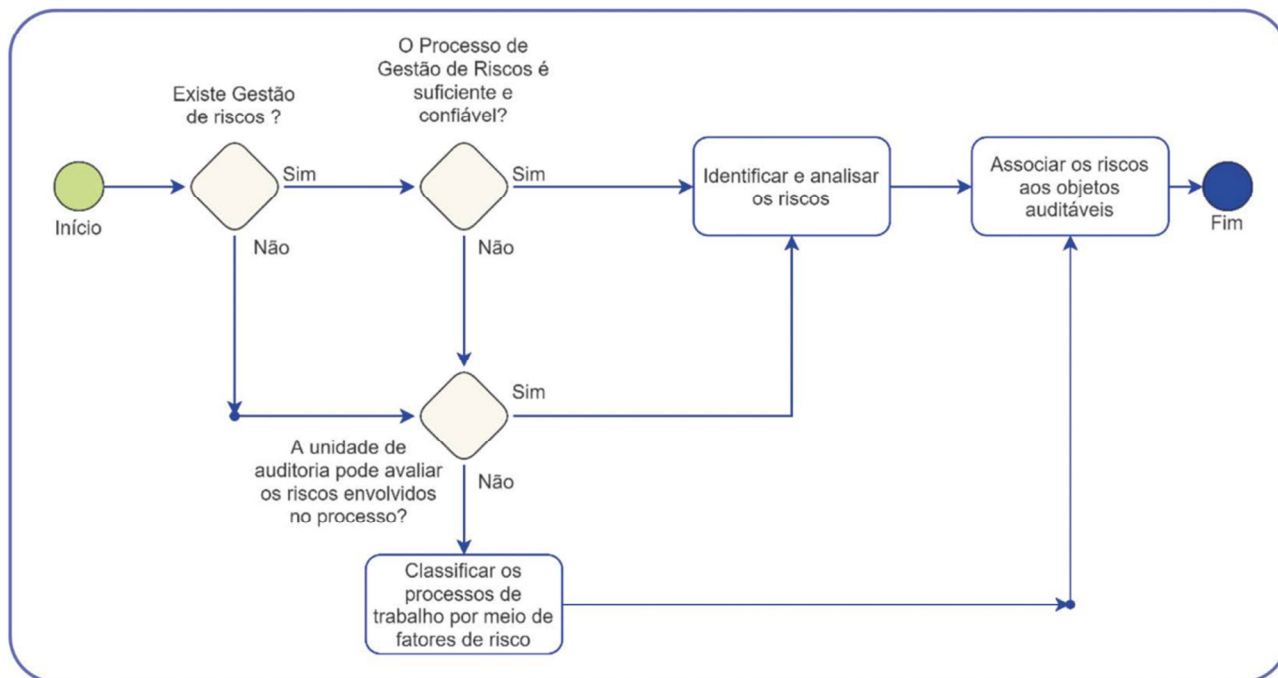 Existe Gestão
de riscos ?
O Processo de
Gestão de Riscos é
suficiente e
confiável?
Início
Sim
Não
Sim
Não
Identificar e analisar
os riscos
Associar os riscos
aos objetos
auditáveis
Fim
A unidade de
auditoria pode avaliar
os riscos envolvidos
no processo?
Sim
Não
Classificar os
processos de
trabalho por meio de
fatores de risco